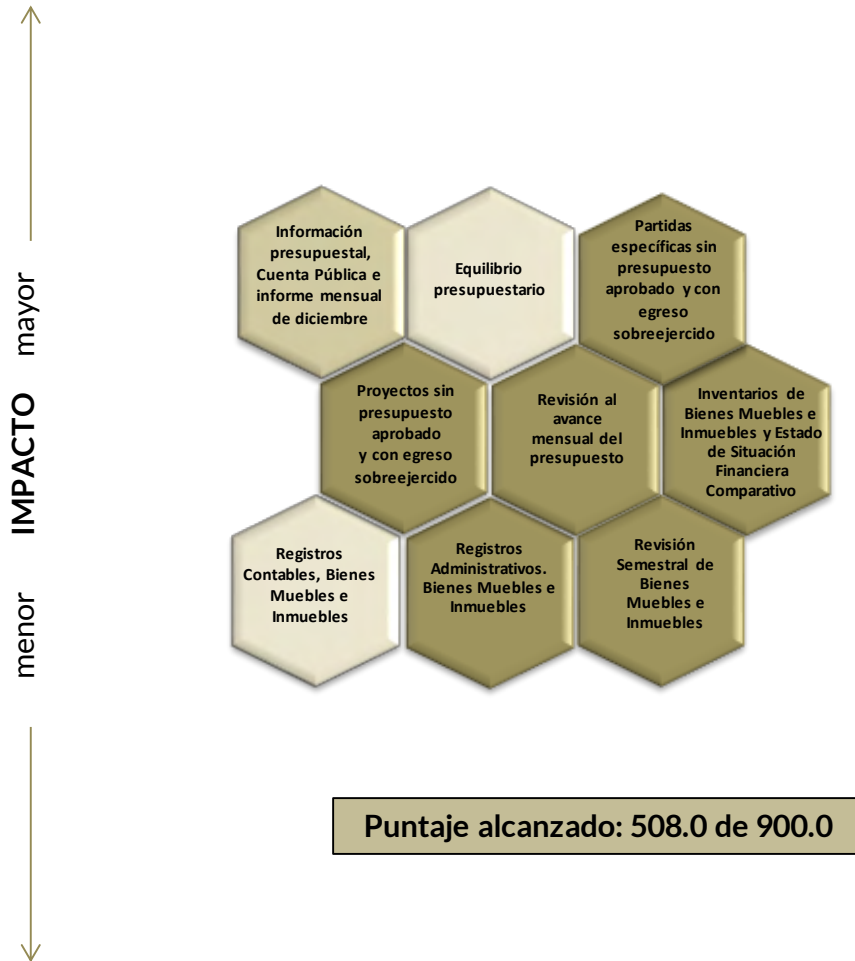 Información
presupuestal,
Cuenta Pública e
informe mensual
de diciembre
Equilibrio
presupuestario
Partidas
específicas sin
presupuesto
aprobado y con
egreso
sobreejercido
Proyectos sin
presupuesto
aprobado
y con egreso
sobreejercido
Revisión al
avance
mensual del
presupuesto
Inventarios de
Bienes Muebles e
Inmuebles y Estado
de Situación
Financiera
Comparativo
Registros
Contables, Bienes
Muebles e
Inmuebles
Registros
Administrativos.
Bienes Muebles e
Inmuebles
Revisión
Semestral de
Bienes
Muebles e
Inmuebles
menor IMPACTO mayor
Puntaje alcanzado: 508.0 de 900.0